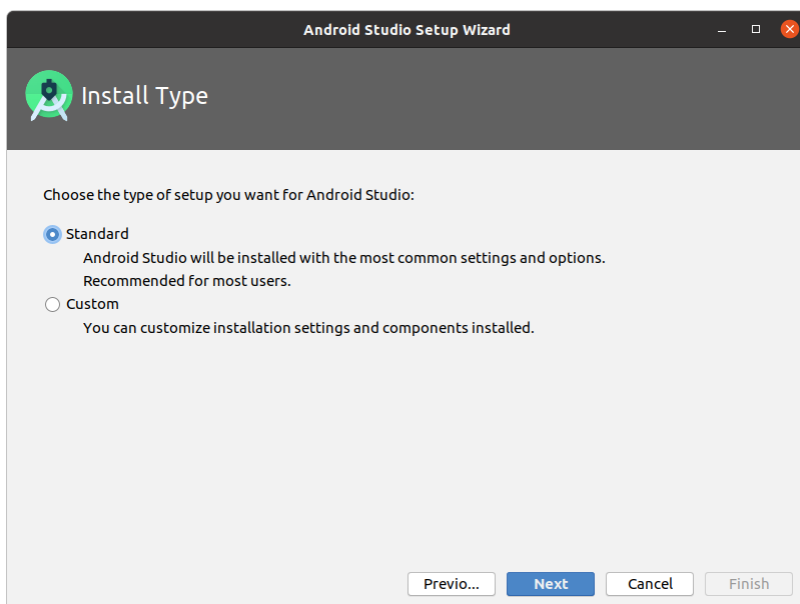 Android Studio Setup Wizard
Install Type
Choose the type of setup you want for Android Studio:
Standard
Android Studio will be installed with the most common settings and options.
Recommended for most users.
Custom
You can customize installation settings and components installed.
Previo... Next Cancel Finish